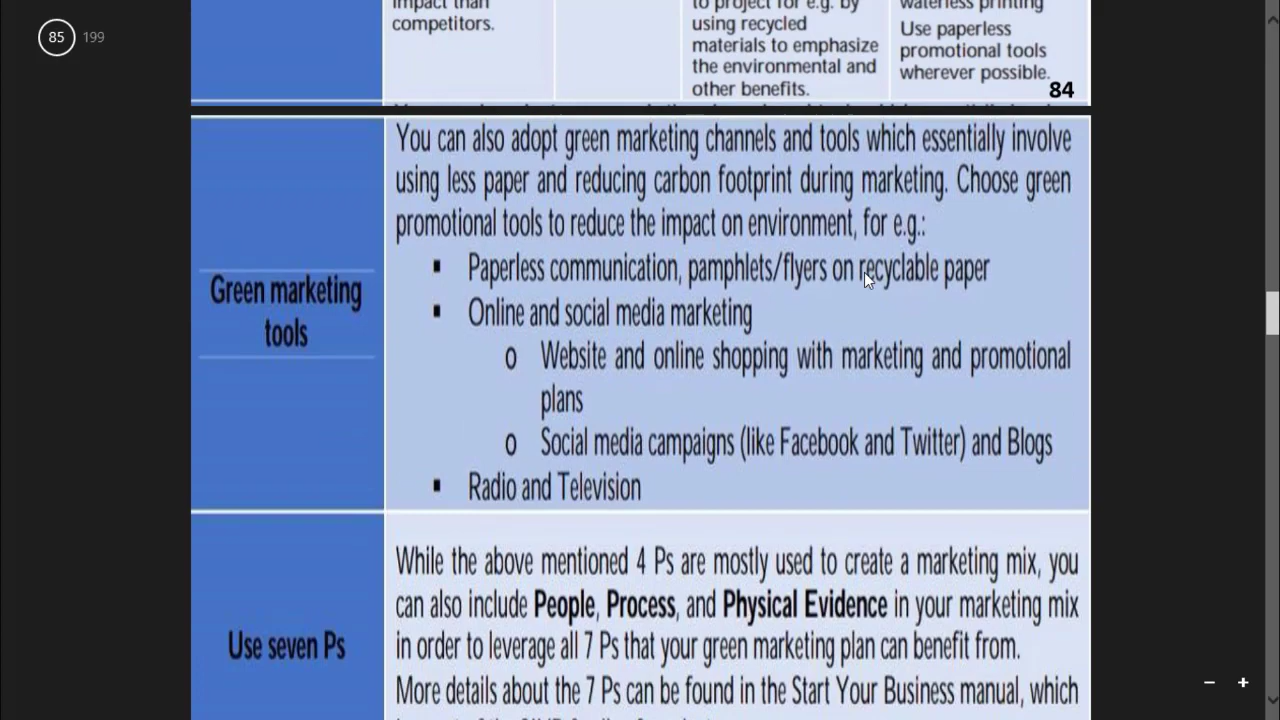 85 199
impact than
competitors.
to project for e.g. by
using recycled
materials to emphasize
the environmental and
other benefits.
waterless printing
Use paperless
promotional tools
wherever possible.
84
Green marketing
tools
You can also adopt green marketing channels and tools which essentially involve
using less paper and reducing carbon footprint during marketing. Choose green
promotional tools to reduce the impact on environment, for e.g.:
▪ Paperless communication, pamphlets/flyers on recyclable paper
▪ Online and social media marketing
o Website and online shopping with marketing and promotional
plans
o Social media campaigns (like Facebook and Twitter) and Blogs
▪ Radio and Television
Use seven Ps
While the above mentioned 4 Ps are mostly used to create a marketing mix, you
can also include People, Process, and Physical Evidence in your marketing mix
in order to leverage all 7 Ps that your green marketing plan can benefit from.
More details about the 7 Ps can be found in the Start Your Business manual, which